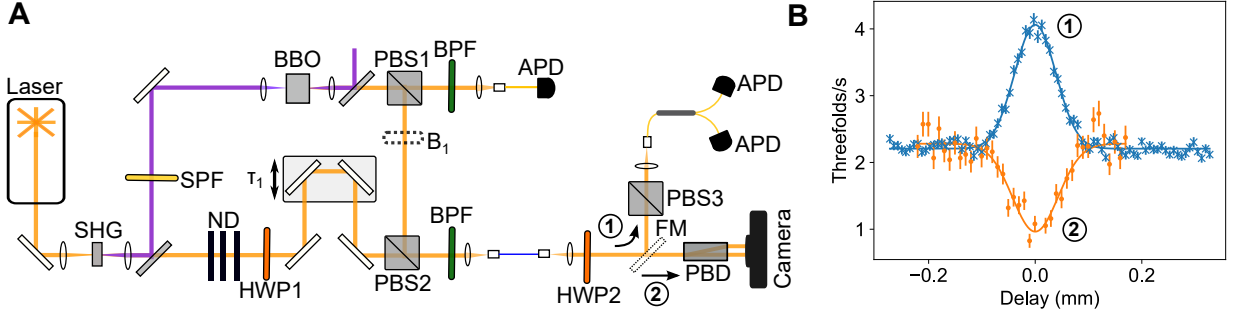 A
Laser
SHG
SPF
BBO
PBS1
BPF
APD
B1
τ1
ND
HWP1
PBS2
BPF
HWP2
1
2
FM
PBS3
PBD
Camera
APD
APD
B
Threefolds/s
4
3
2
1
1
2
−0.2
0.0
0.2
Delay (mm)